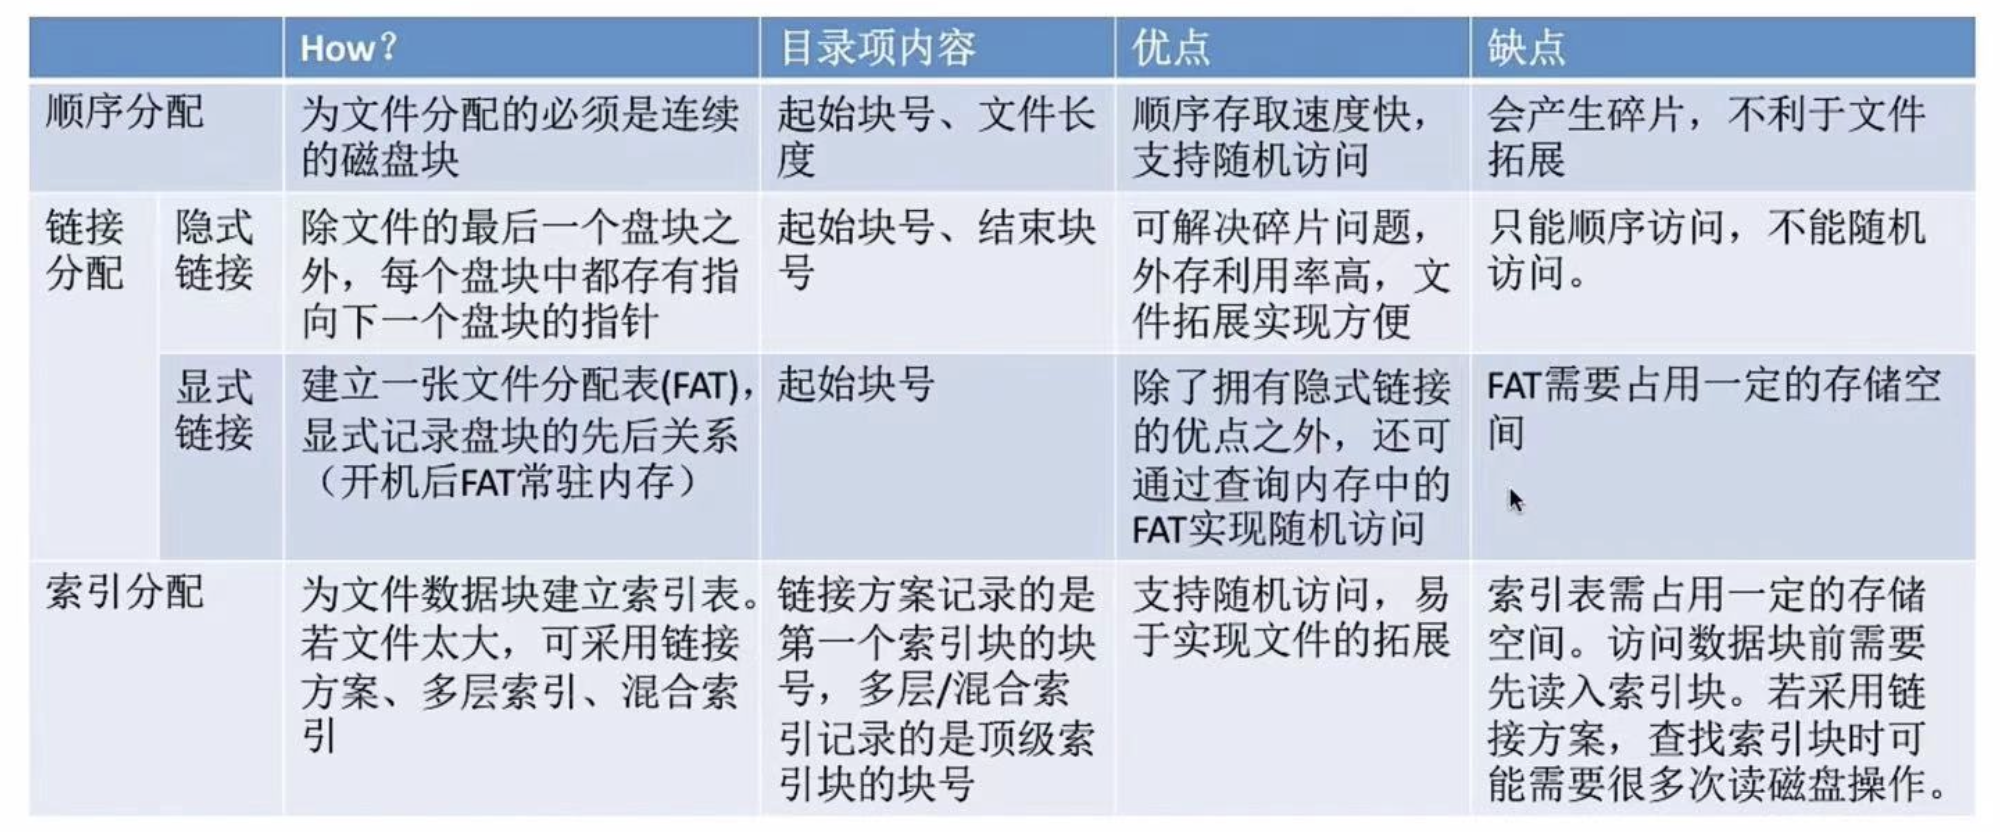 How？
目录项内容
优点
缺点
顺序分配
为文件分配的必须是连续
的磁盘块
起始块号、文件长
度
顺序存取速度快，
支持随机访问
会产生碎片，不利于文件
拓展
链接
分配
隐式
链接
除文件的最后一个盘块之
外，每个盘块中都存有指
向下一个盘块的指针
起始块号、结束块
号
可解决碎片问题，
外存利用率高，文
件拓展实现方便
只能顺序访问，不能随机
访问。
显式
链接
建立一张文件分配表(FAT)，
显式记录盘块的先后关系
（开机后FAT常驻内存）
起始块号
除了拥有隐式链接
的优点之外，还可
通过查询内存中的
FAT实现随机访问
FAT需要占用一定的存储空
间
索引分配
为文件数据块建立索引表。
若文件太大，可采用链接
方案、多层索引、混合索
引
链接方案记录的是
第一个索引块的块
号，多层/混合索
引记录的是顶级索
引块的块号
支持随机访问，易
于实现文件的拓展
索引表需占用一定的存储
空间。访问数据块前需要
先读入索引块。若采用链
接方案，查找索引块时可
能需要很多次读磁盘操作。